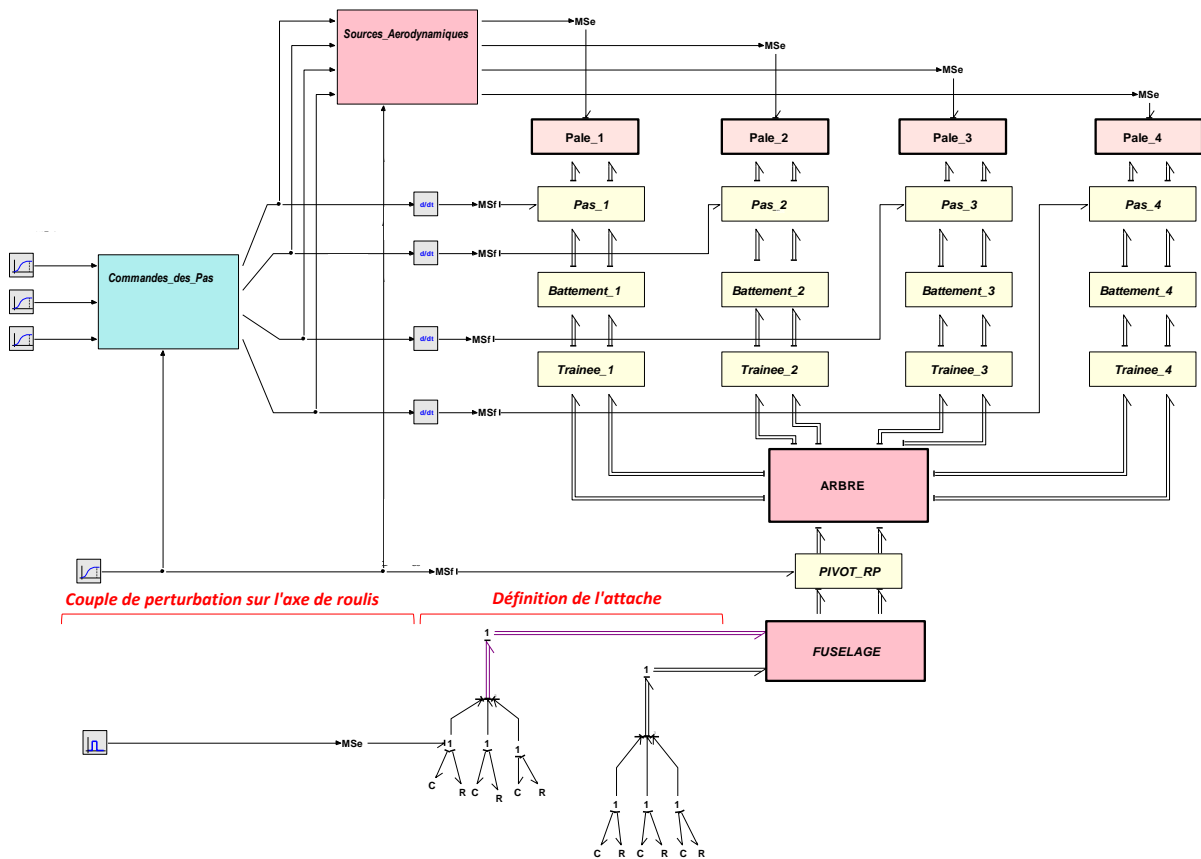 MSe
Sources_Aerodynamiques
MSe
MSe
MSe
Pale_1
Pale_2
Pale_3
Pale_4
d/dt
MSf
Pas_1
Pas_2
Pas_3
Pas_4
d/dt
MSf
Commandes_des_Pas
Battement_1
Battement_2
Battement_3
Battement_4
d/dt
MSf
Trainee_1
Trainee_2
Trainee_3
Trainee_4
d/dt
MSf
ARBRE
MSf
PIVOT_RP
Couple de perturbation sur l'axe de roulis
Définition de l'attache
1
FUSELAGE
1
MSe
1
1
1
C
R
C
R
C
R
1
1
1
C
R
C
R
C
R